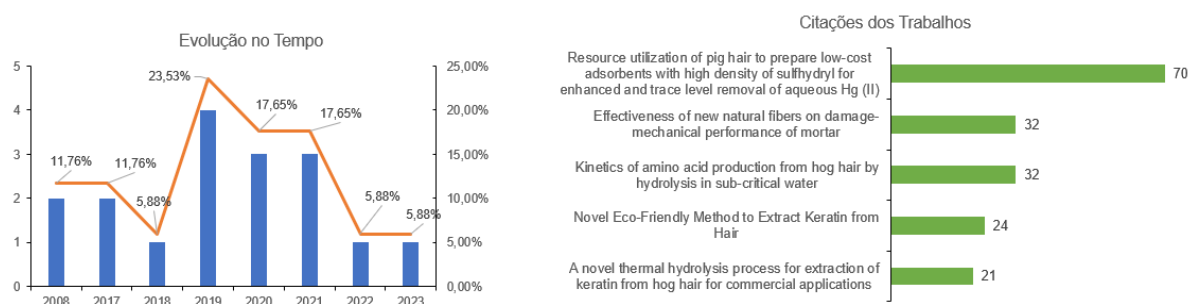 Evolução no Tempo
5
4
3
2
1
0
25,00%
20,00%
15,00%
10,00%
5,00%
0,00%
11,76%
11,76%
5,88%
23,53%
17,65%
17,65%
5,88%
5,88%
2008 2017 2018 2019 2020 2021 2022 2023
Citações dos Trabalhos
Resource utilization of pig hair to prepare low-cost
adsorbents with high density of sulfhydryl for
enhanced and trace level removal of aqueous Hg (II)
70
Effectiveness of new natural fibers on damage-
mechanical performance of mortar
32
Kinetics of amino acid production from hog hair by
hydrolysis in sub-critical water
32
Novel Eco-Friendly Method to Extract Keratin from
Hair
24
A novel thermal hydrolysis process for extraction of
keratin from hog hair for commercial applications
21